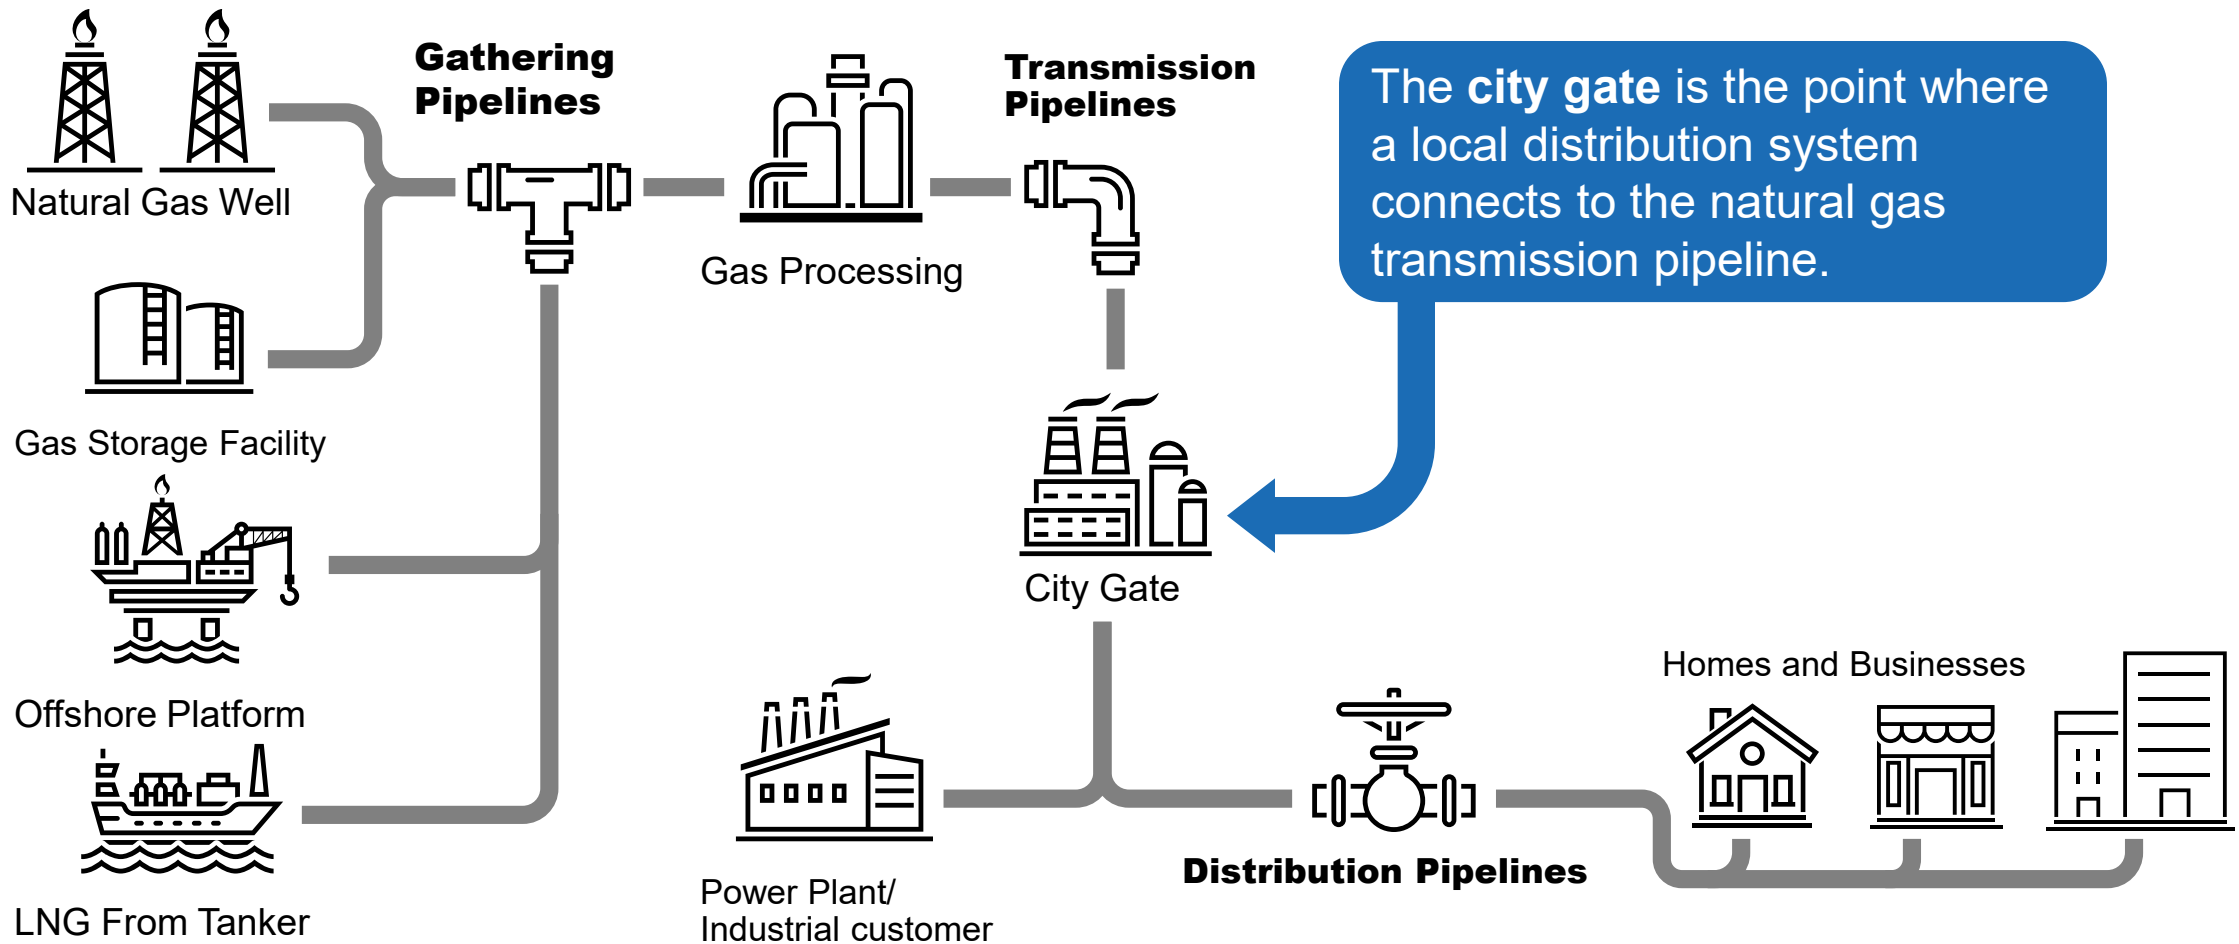 Gathering
Pipelines
Transmission
Pipelines
The city gate is the point where
a local distribution system
connects to the natural gas
transmission pipeline.
Natural Gas Well
Gas Processing
Gas Storage Facility
City Gate
Offshore Platform
Homes and Businesses
Distribution Pipelines
Power Plant/
Industrial customer
LNG From Tanker